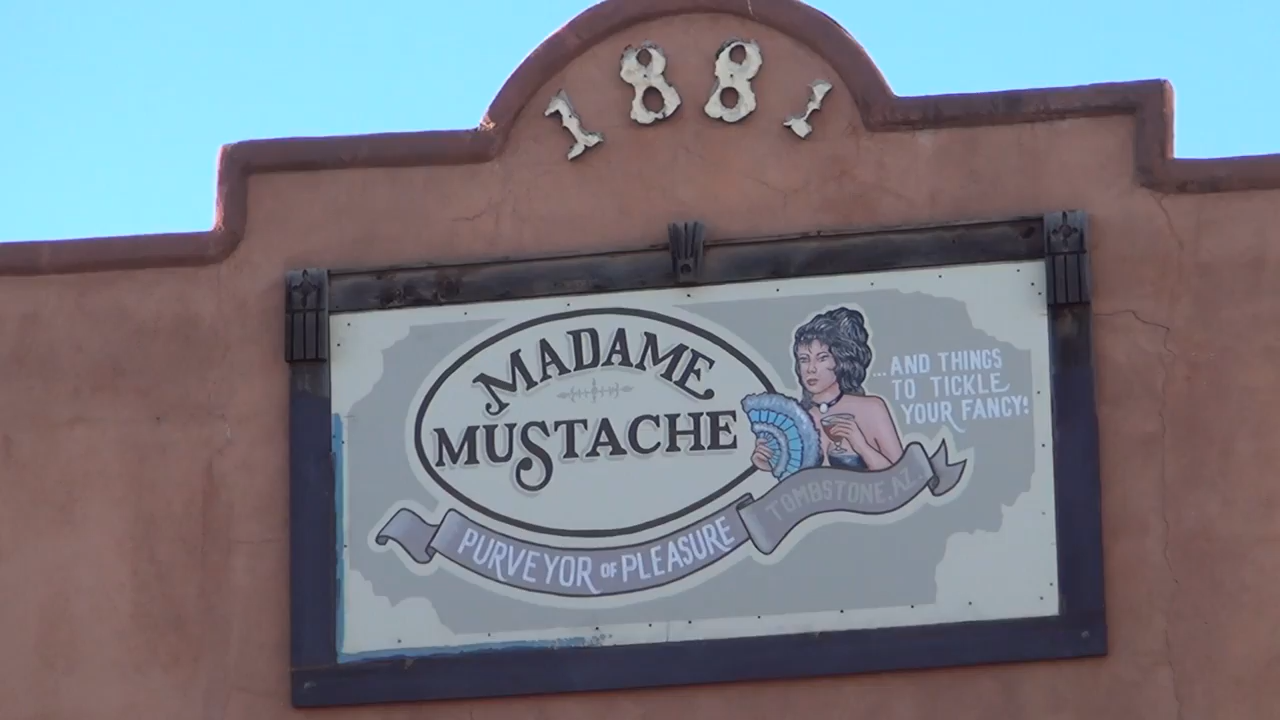 1881
MADAME
MUSTACHE
...AND THINGS
TO TICKLE
YOUR FANCY!
PURVEYOR OF PLEASURE
TOMBSTONE, AZ.